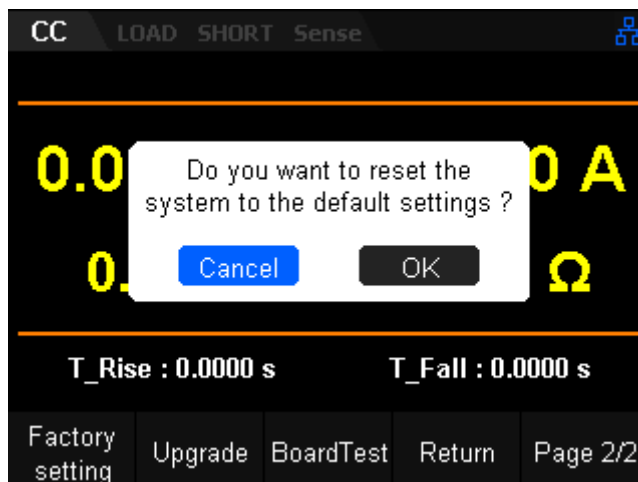 CC LOAD SHORT Sense
0.0 0 A
Do you want to reset the
system to the default settings ?
0. Ω
Cancel OK
T_Rise : 0.0000 s T_Fall : 0.0000 s
Factory setting Upgrade BoardTest Return Page 2/2